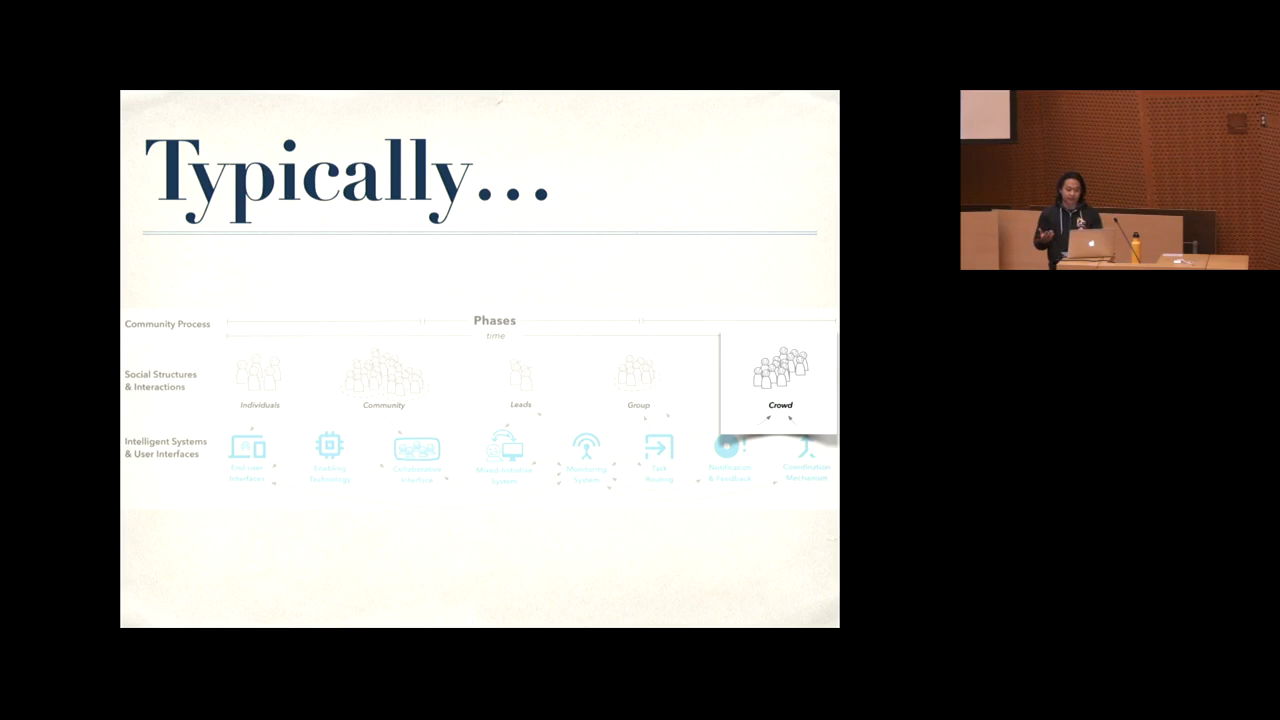 Typically...
Community Process
Phases
time
Social Structures
& Interactions
Individuals
Community
Leads
Group
Crowd
Intelligent Systems
& User Interfaces
End-user
Interfaces
Enabling
Technology
Collaborative
Interface
Mixed-Initiative
System
Monitoring
System
Task
Routing
Notification
& Feedback
Coordination
Mechanism